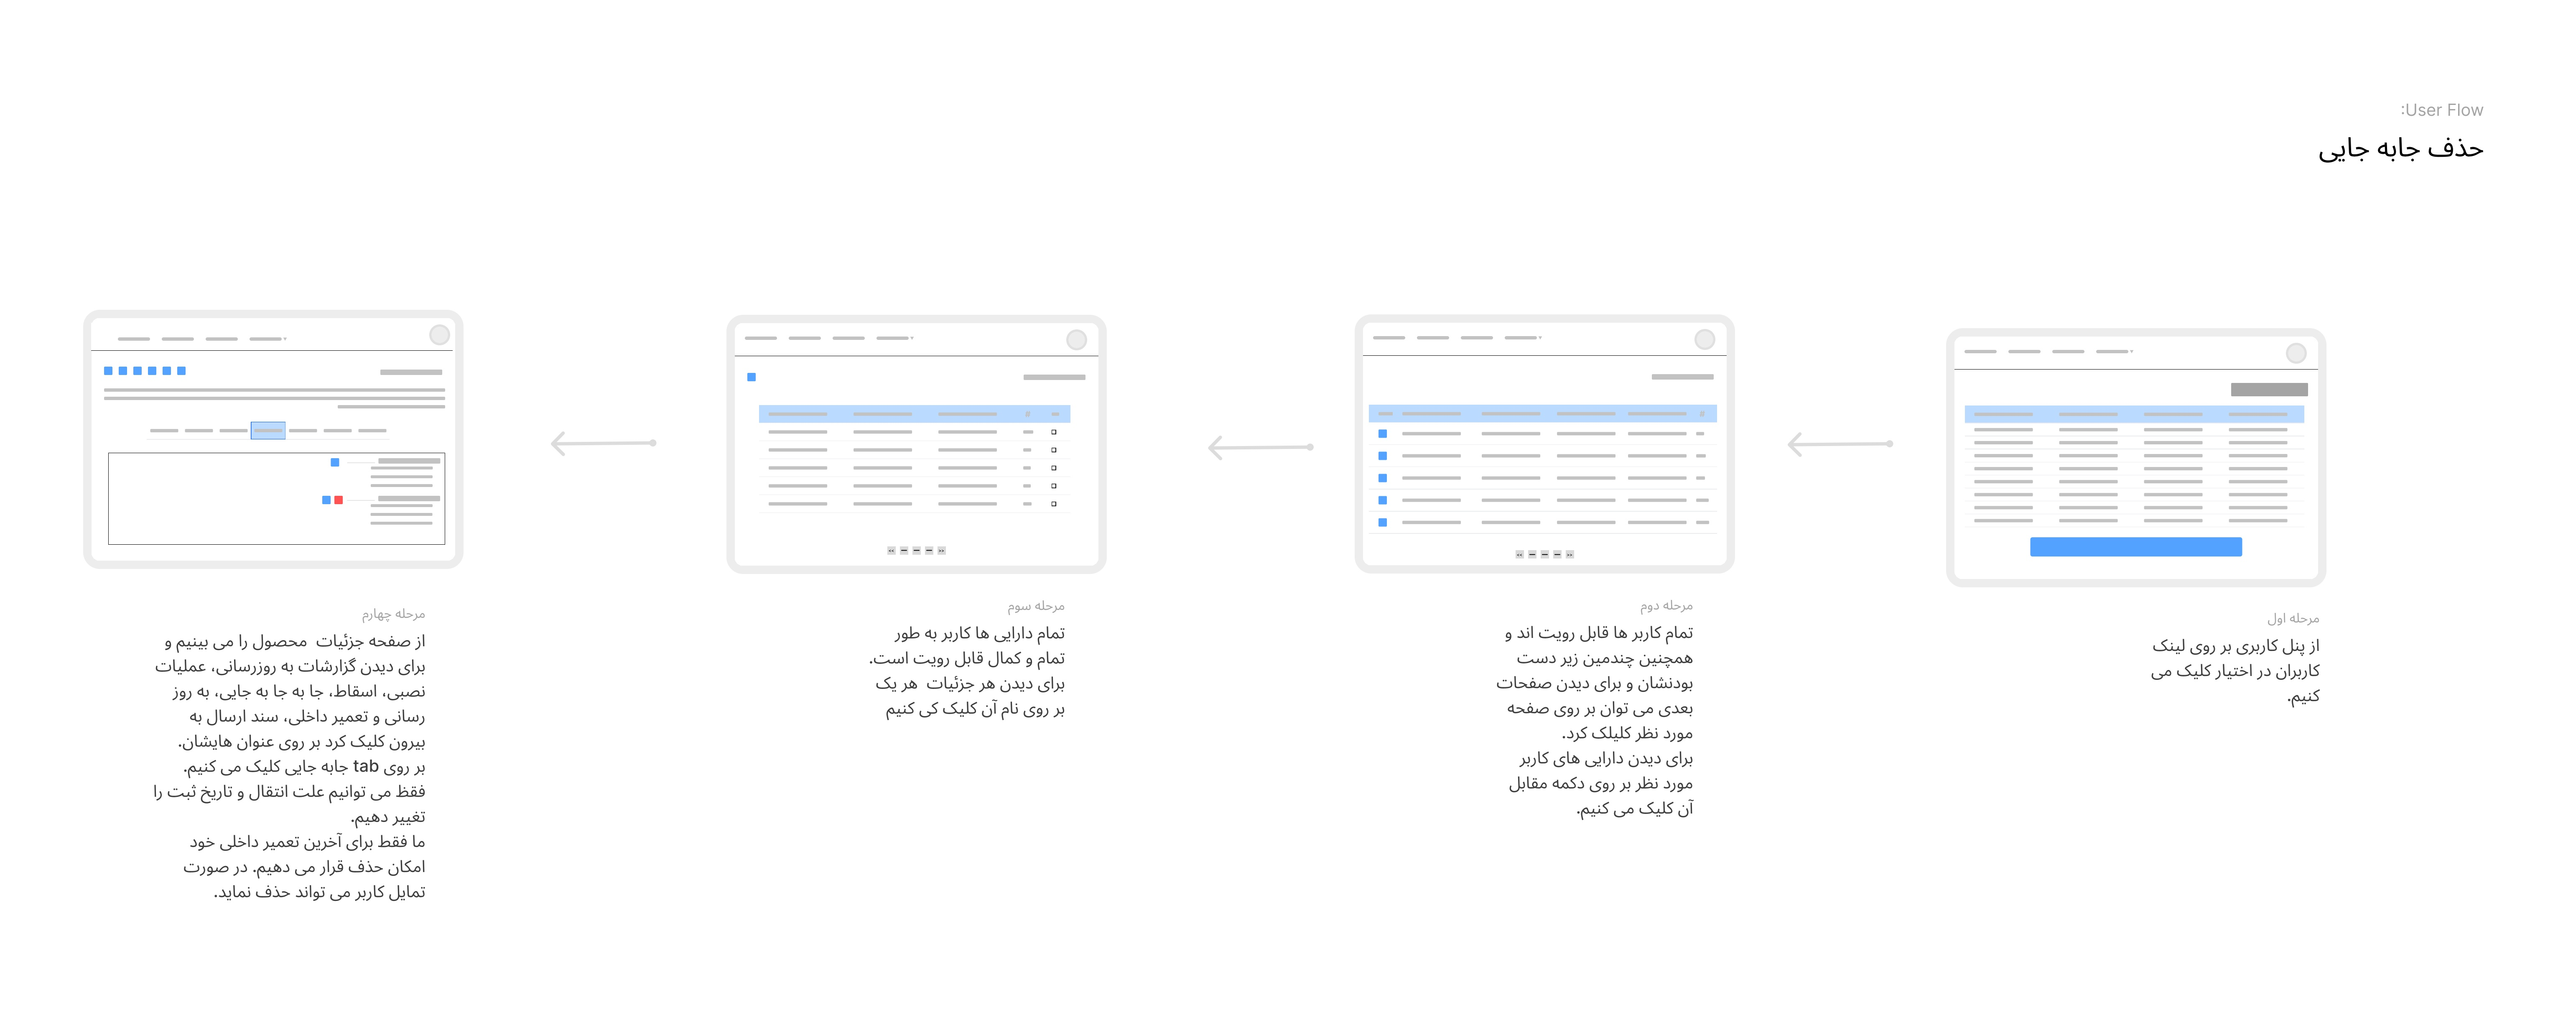 User Flow:
حذف جابه جایی
مرحله اول
از پنل کاربری بر روی لینک
کاربران در اختیار کلیک می
کنیم.
مرحله دوم
تمام کاربر ها قابل رویت اند و
همچنین چندمین زیر دست
بودنشان و برای دیدن صفحات
بعدی می توان بر روی صفحه
مورد نظر کلیلک کرد.
برای دیدن دارایی های کاربر
مورد نظر بر روی دکمه مقابل
آن کلیک می کنیم.
مرحله سوم
تمام دارایی ها کاربر به طور
تمام و کمال قابل رویت است.
برای دیدن هر جزئیات هر یک
بر روی نام آن کلیک کی کنیم
مرحله چهارم
از صفحه جزئیات محصول را می بینیم و
برای دیدن گزارشات به روزرسانی، عملیات
نصبی، اسقاط، جا به جا به جایی، به روز
رسانی و تعمیر داخلی، سند ارسال به
بیرون کلیک کرد بر روی عنوان هایشان.
بر روی tab جابه جایی کلیک می کنیم.
فقظ می توانیم علت انتقال و تاریخ ثبت را
تغییر دهیم.
ما فقط برای آخرین تعمیر داخلی خود
امکان حذف قرار می دهیم. در صورت
تمایل کاربر می تواند حذف نماید.